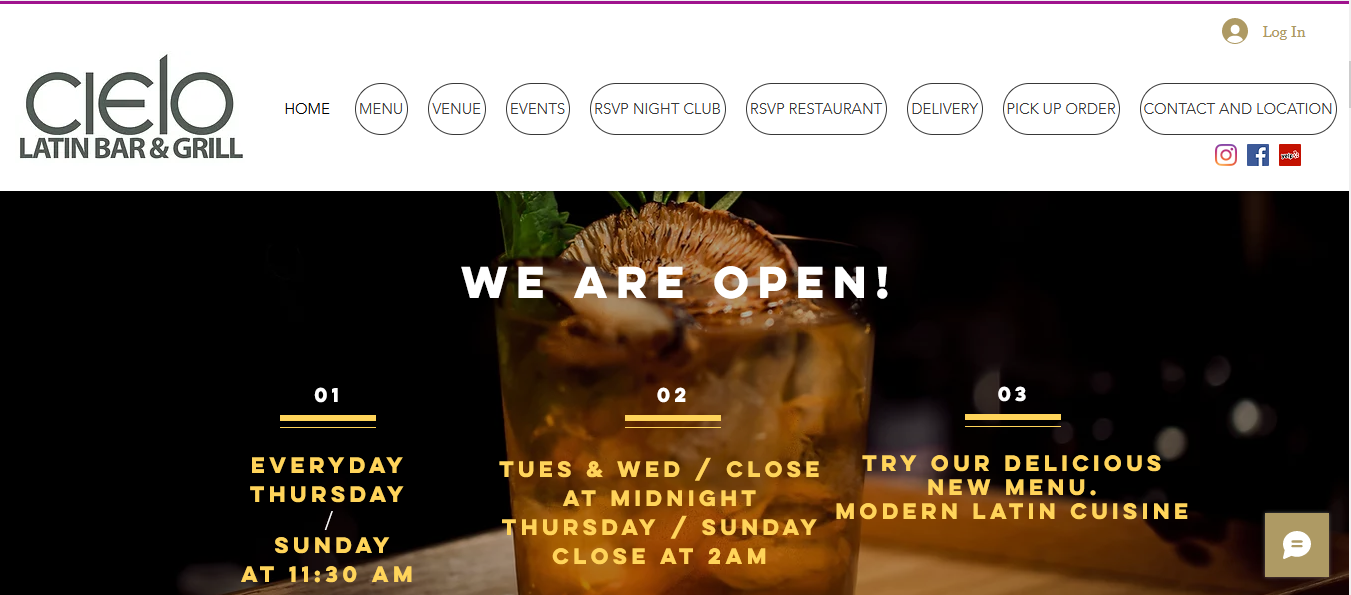 Log In
cielo
LATIN BAR & GRILL
HOME MENU VENUE EVENTS RSVP NIGHT CLUB RSVP RESTAURANT DELIVERY PICK UP ORDER CONTACT AND LOCATION
yelp
WE ARE OPEN!
01
EVERYDAY
THURSDAY
/
SUNDAY
AT 11:30 AM
02
TUES & WED / CLOSE
AT MIDNIGHT
THURSDAY / SUNDAY
CLOSE AT 2AM
03
TRY OUR DELICIOUS
NEW MENU.
MODERN LATIN CUISINE